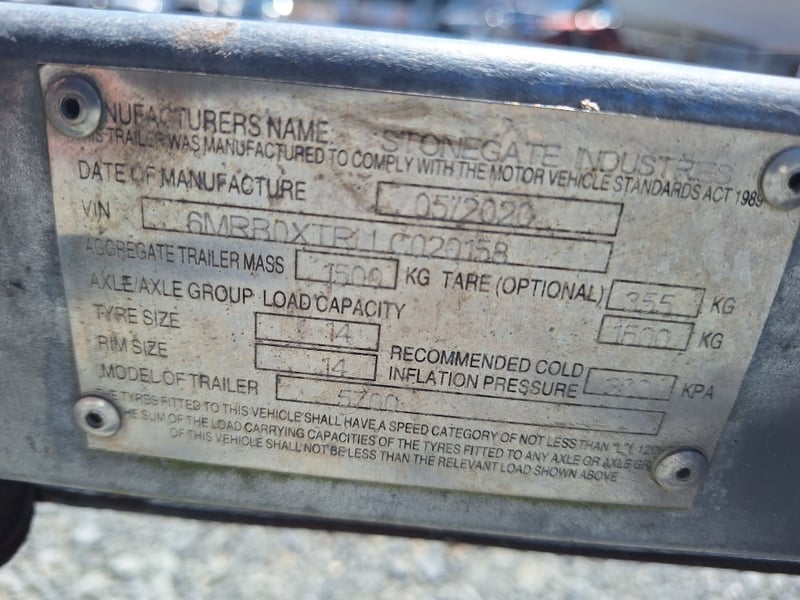 MANUFACTURERS NAME STONEGATE INDUSTRIES
THIS TRAILER WAS MANUFACTURED TO COMPLY WITH THE MOTOR VEHICLE STANDARDS ACT 1989
DATE OF MANUFACTURE 05/2020
VIN
AGGREGATE TRAILER MASS 1500 KG TARE (OPTIONAL) 355 KG
AXLE/AXLE GROUP LOAD CAPACITY 1500 KG
TYRE SIZE 14
RIM SIZE 14 RECOMMENDED COLD INFLATION PRESSURE KPA
MODEL OF TRAILER 5700
THE TYRES FITTED TO THIS VEHICLE SHALL HAVE A SPEED CATEGORY OF NOT LESS THAN "L" ( 120
THE SUM OF THE LOAD CARRYING CAPACITIES OF THE TYRES FITTED TO ANY AXLE OR AXLE GR
OF THIS VEHICLE SHALL NOT BE LESS THAN THE RELEVANT LOAD SHOWN ABOVE